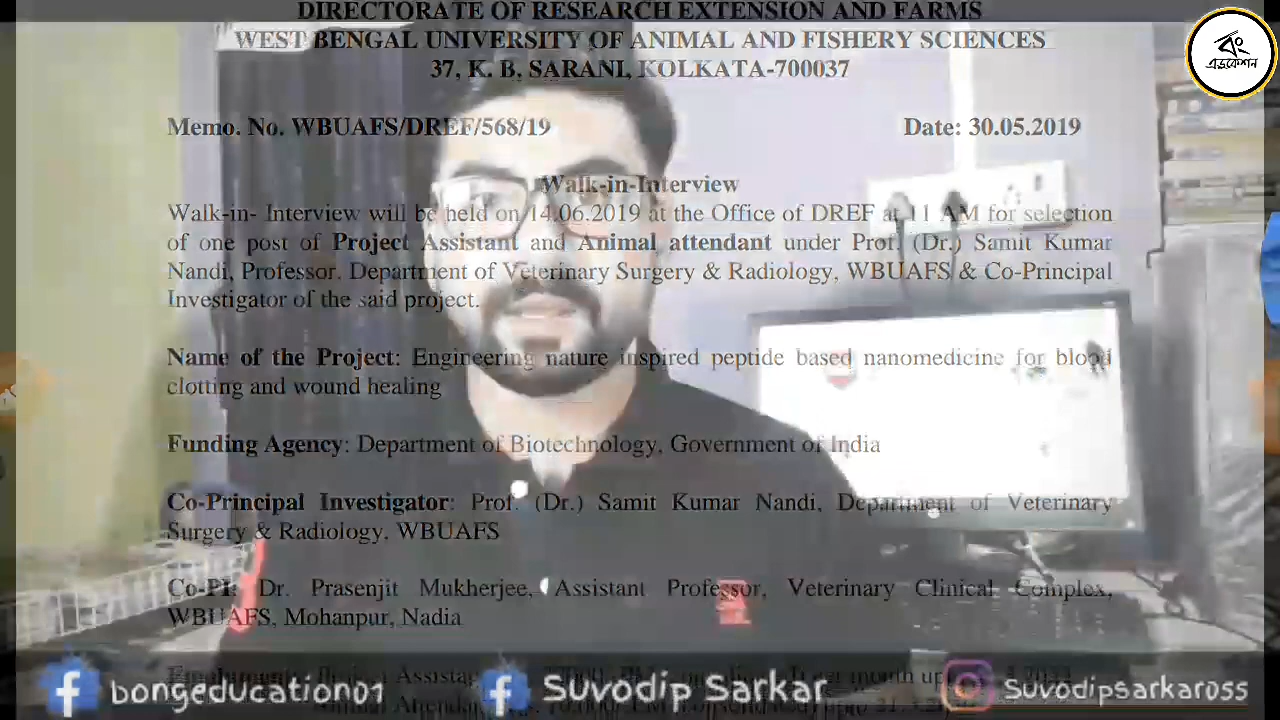 DIRECTORATE OF RESEARCH EXTENSION AND FARMS
WEST BENGAL UNIVERSITY OF ANIMAL AND FISHERY SCIENCES
37, K. B. SARANI, KOLKATA-700037
বং
এডুকেশন
Memo. No. WBUAFS/DREF/568/19 Date: 30.05.2019
Walk-in-Interview
Walk-in- Interview will be held on 14.06.2019 at the Office of DREF at 11 AM for selection
of one post of Project Assistant and Animal attendant under Prof. (Dr.) Samit Kumar
Nandi, Professor. Department of Veterinary Surgery & Radiology, WBUAFS & Co-Principal
Investigator of the said project.
Name of the Project: Engineering nature inspired peptide based nanomedicine for blood
clotting and wound healing
Funding Agency: Department of Biotechnology, Government of India
Co-Principal Investigator: Prof. (Dr.) Samit Kumar Nandi, Department of Veterinary
Surgery & Radiology, WBUAFS
Co-PI: Dr. Prasenjit Mukherjee, Assistant Professor, Veterinary Clinical Complex,
WBUAFS, Mohanpur, Nadia
bongeducation01 Suvodip Sarkar Suvodipsarkar055